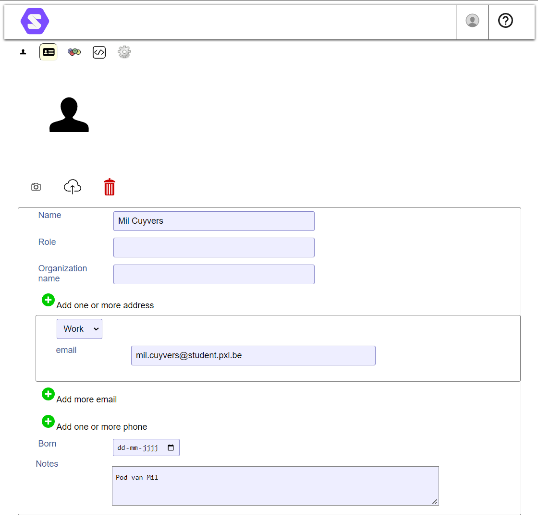 S
?
</>
Name
Mil Cuyvers
Role
Organization
name
Add one or more address
Work
email
mil.cuyvers@student.pxl.be
Add more email
Add one or more phone
Born
dd-mm-jjjj
Notes
Pod van Mil